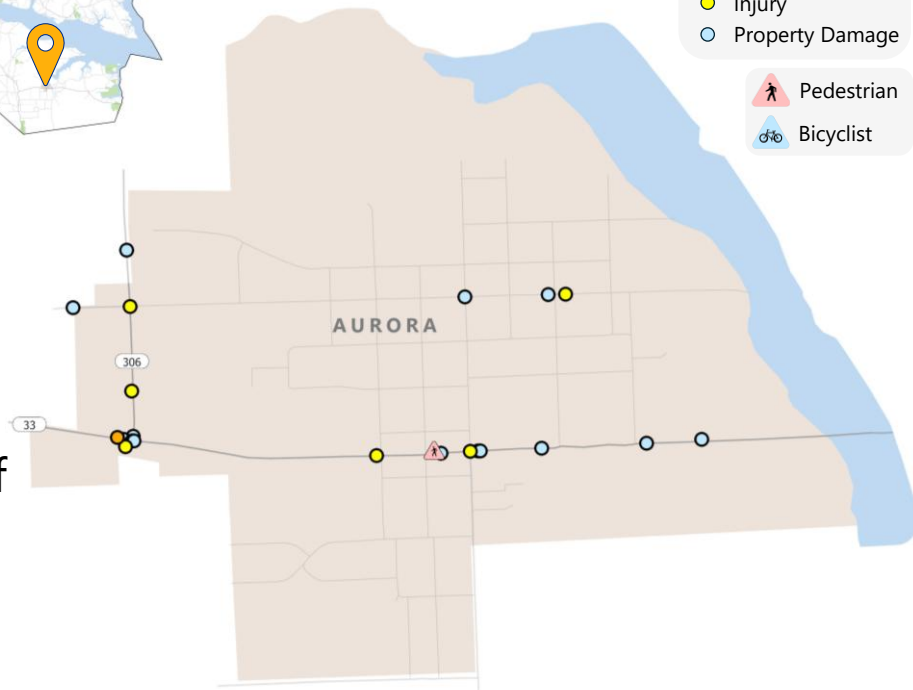 Injury
Property Damage
Pedestrian
Bicyclist
AURORA
306
33
f